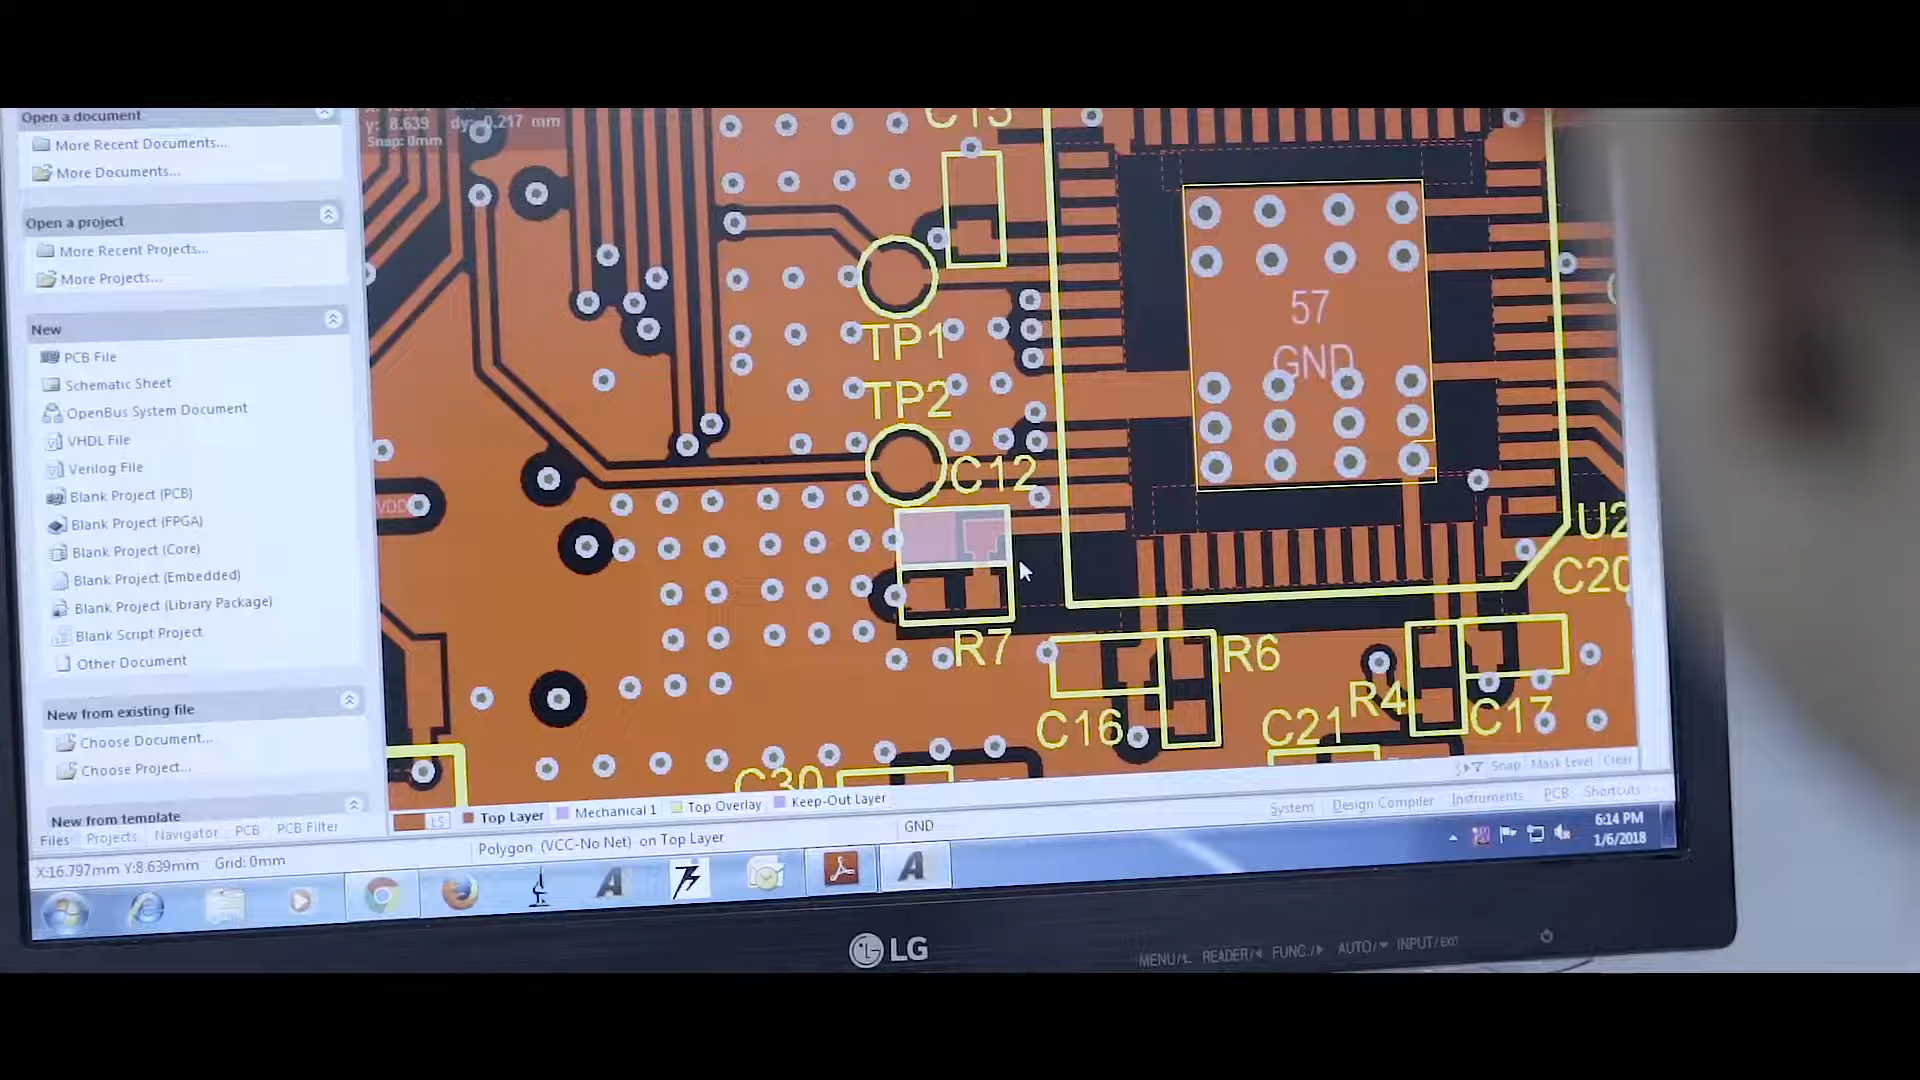 Open a document
More Recent Documents...
More Documents...
Open a project
More Recent Projects...
More Projects...
New
PCB File
Schematic Sheet
OpenBus System Document
VHDL File
Verilog File
Blank Project (PCB)
Blank Project (FPGA)
Blank Project (Core)
Blank Project (Embedded)
Blank Project (Library Package)
Blank Script Project
Other Document
New from existing file
Choose Document...
Choose Project...
New from template
Files Projects Navigator PCB PCB Filter
y: 8.639 dy: -0.217 mm
Snap: 0mm
TP1
TP2
C12
57
GND
VDD
U2
C20
R7
R6
C16
R4
C21
C17
C30
Snap Mask Level Clear
LS Top Layer Mechanical 1 Top Overlay Keep-Out Layer
System Design Compiler Instruments PCB Shortcuts
X:16.797mm Y:8.639mm Grid: 0mm
Polygon (VCC-No Net) on Top Layer
GND
6:14 PM
1/6/2018
LG
MENU/ READER/ FUNC./ AUTO/ INPUT/EXIT